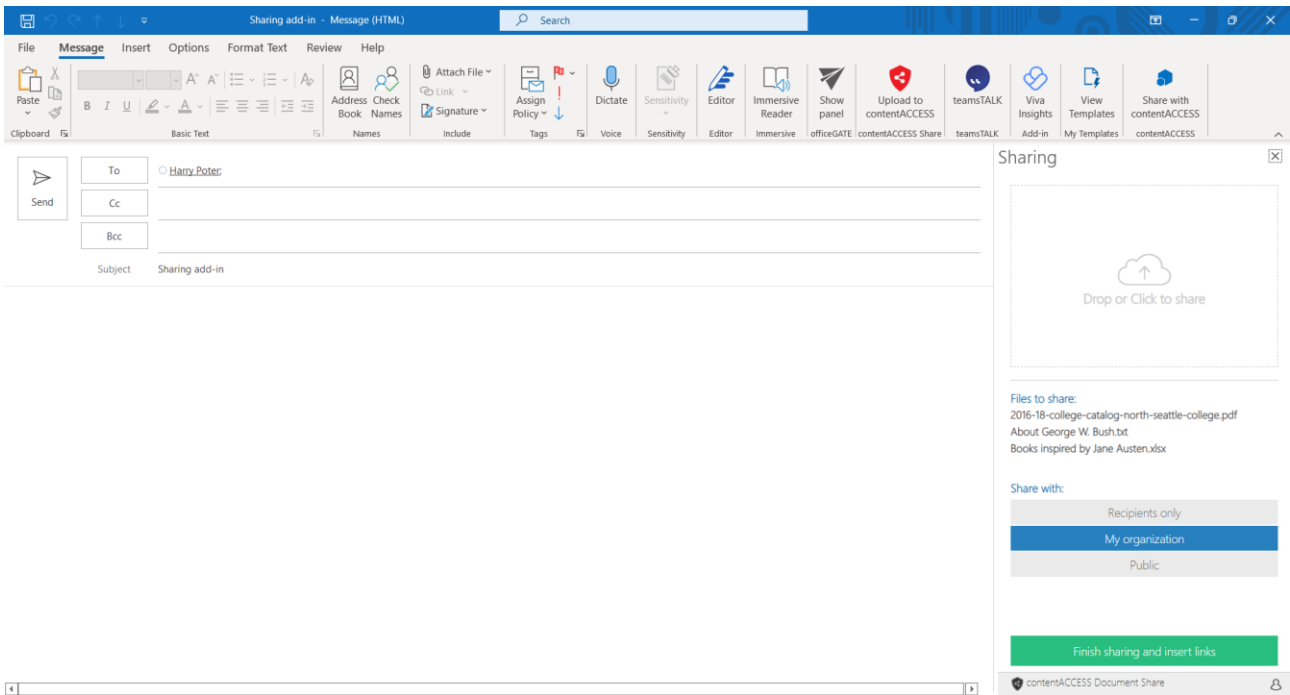 Sharing add-in - Message (HTML)
Search
File Message Insert Options Format Text Review Help
Paste
Clipboard
B I U
Basic Text
Address Book
Check Names
Names
Attach File
Link
Signature
Include
Assign Policy
Tags
Dictate
Voice
Sensitivity
Sensitivity
Editor
Editor
Immersive Reader
Immersive
Show panel
officeGATE
Upload to contentACCESS
contentACCESS Share
teamsTALK
teamsTALK
Viva Insights
Add-in
View Templates
My Templates
Share with contentACCESS
contentACCESS
Send
To Harry Poter;
Cc
Bcc
Subject Sharing add-in
Sharing
Drop or Click to share
Files to share:
2016-18-college-catalog-north-seattle-college.pdf
About George W. Bush.txt
Books inspired by Jane Austen.xlsx
Share with:
Recipients only
My organization
Public
Finish sharing and insert links
contentACCESS Document Share